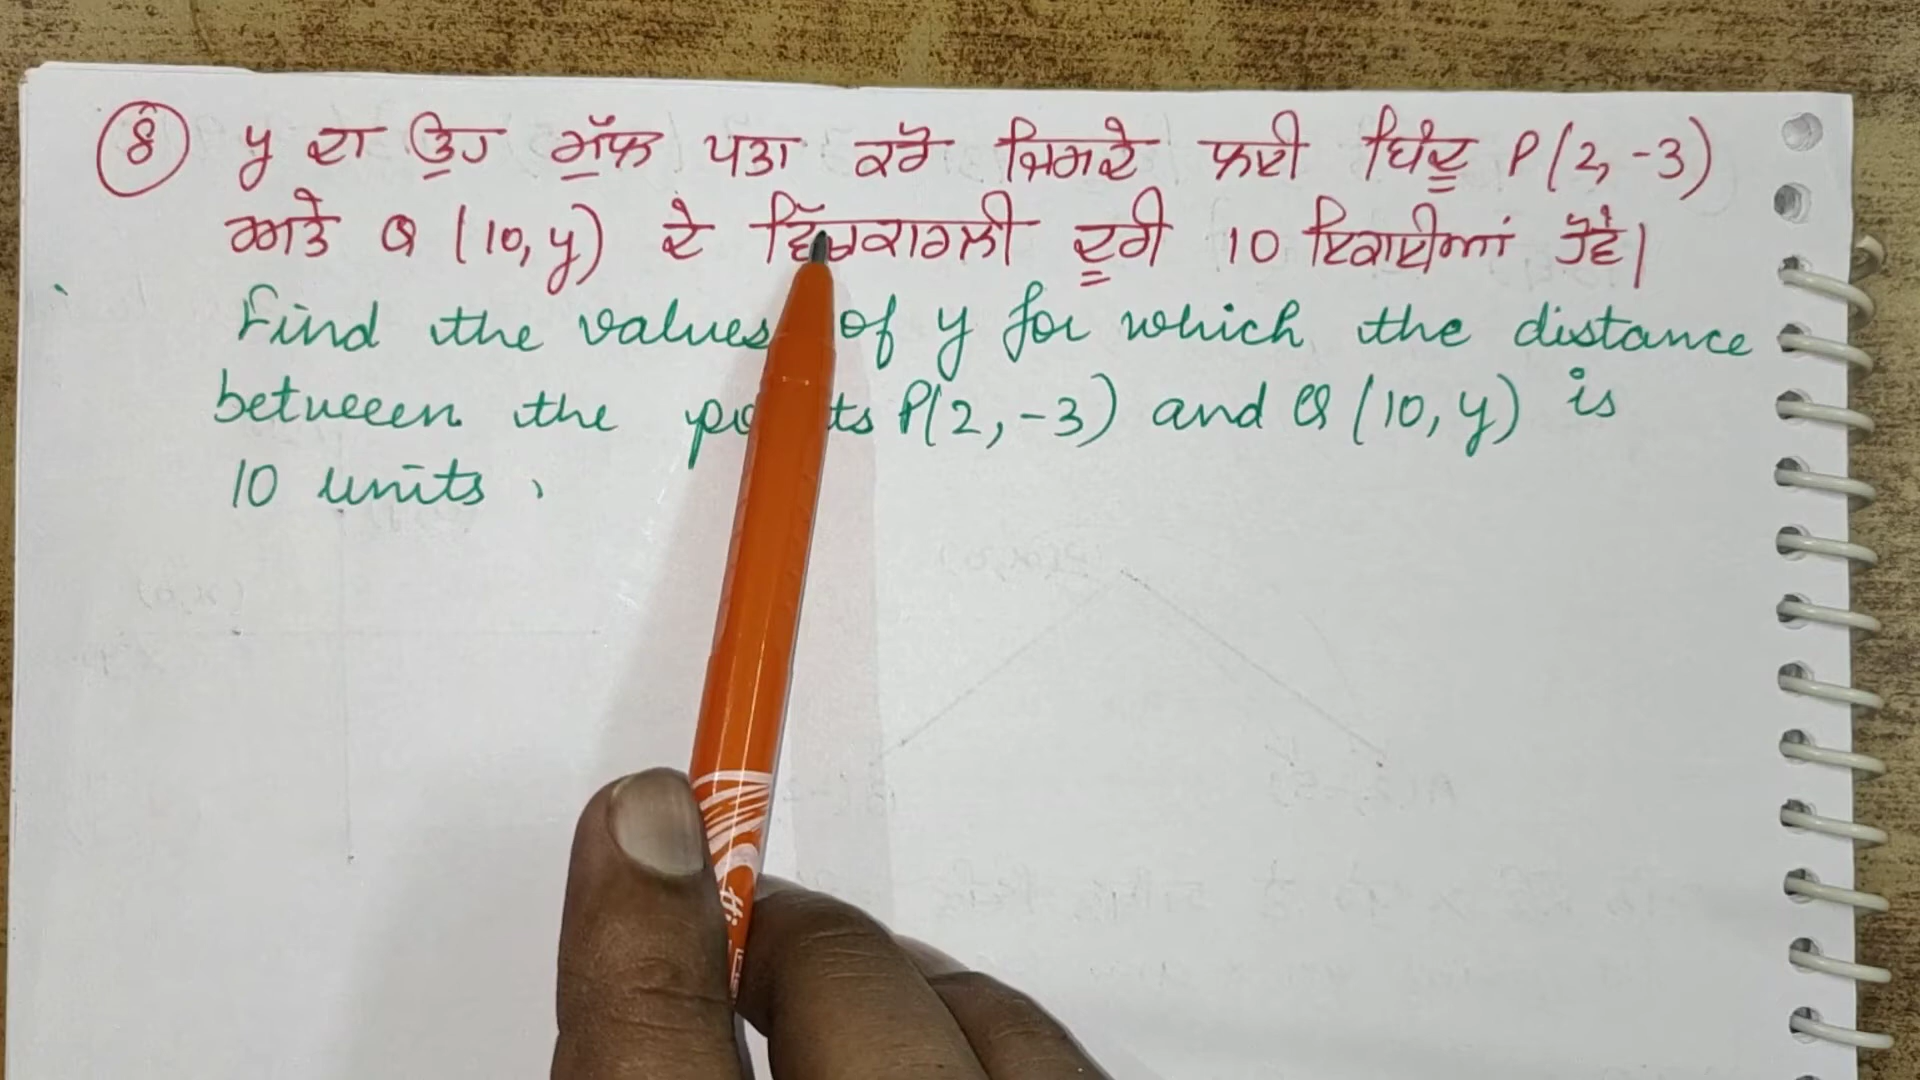 8 y ਦਾ ਉਹ ਮੁੱਲ ਪਤਾ ਕਰੋ ਜਿਸਦੇ ਲਈ ਬਿੰਦੂ P(2, -3)
ਅਤੇ Q (10, y) ਦੇ ਵਿੱਚਕਾਰਲੀ ਦੂਰੀ 10 ਇਕਾਈਆਂ ਹੋਵੇ।
Find the values of y for which the distance
between the P(2, -3) and Q (10, y) is
10 units.